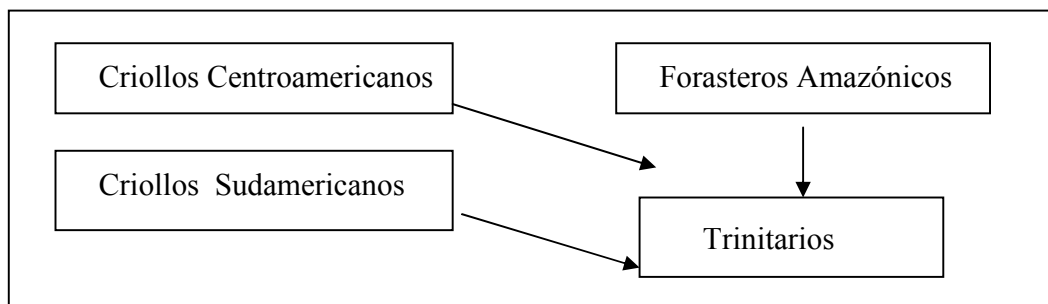 Criollos Centroamericanos
Forasteros Amazónicos
Criollos Sudamericanos
Trinitarios